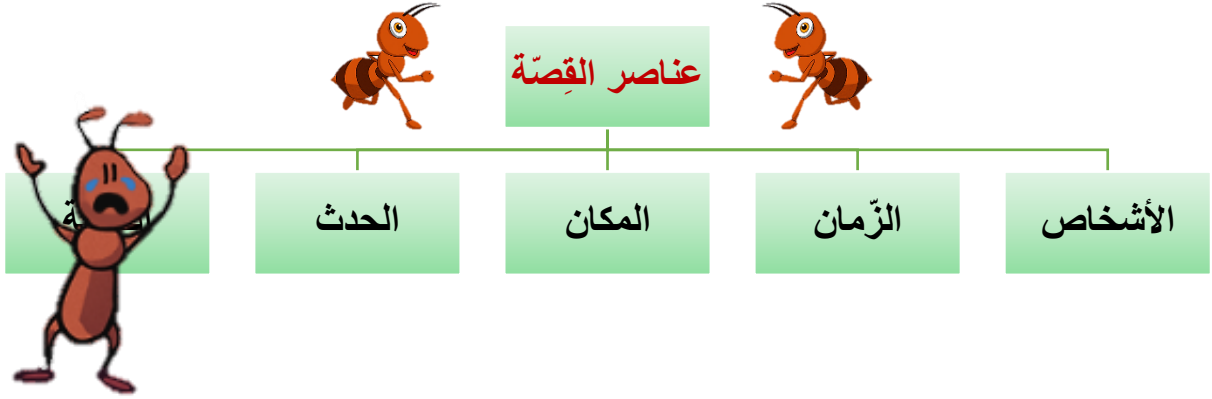 عناصر القِصّة
الأشخاص
الزّمان
المكان
الحدث